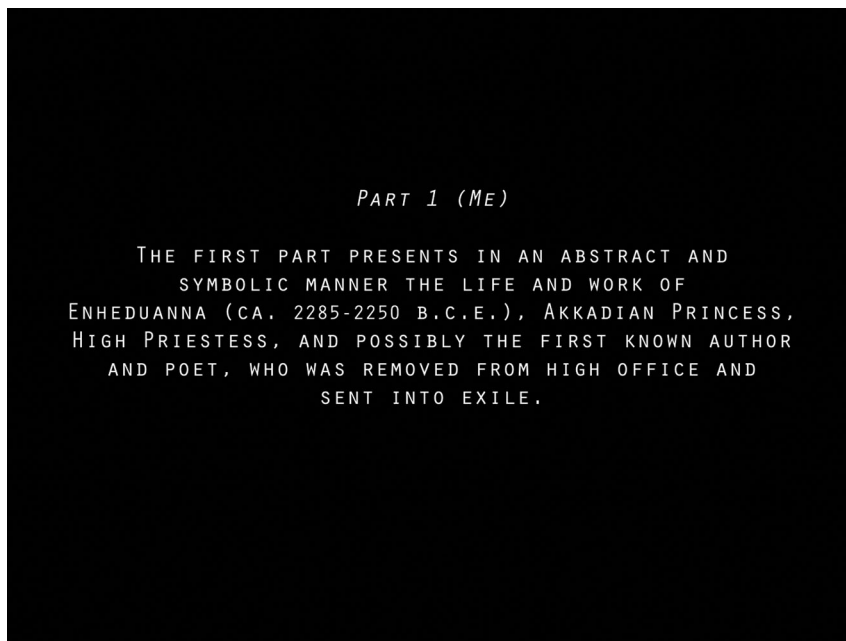 Part 1 (Me)
The first part presents in an abstract and
symbolic manner the life and work of
Enheduanna (ca. 2285-2250 b.c.e.), Akkadian Princess,
High Priestess, and possibly the first known author
and poet, who was removed from high office and
sent into exile.